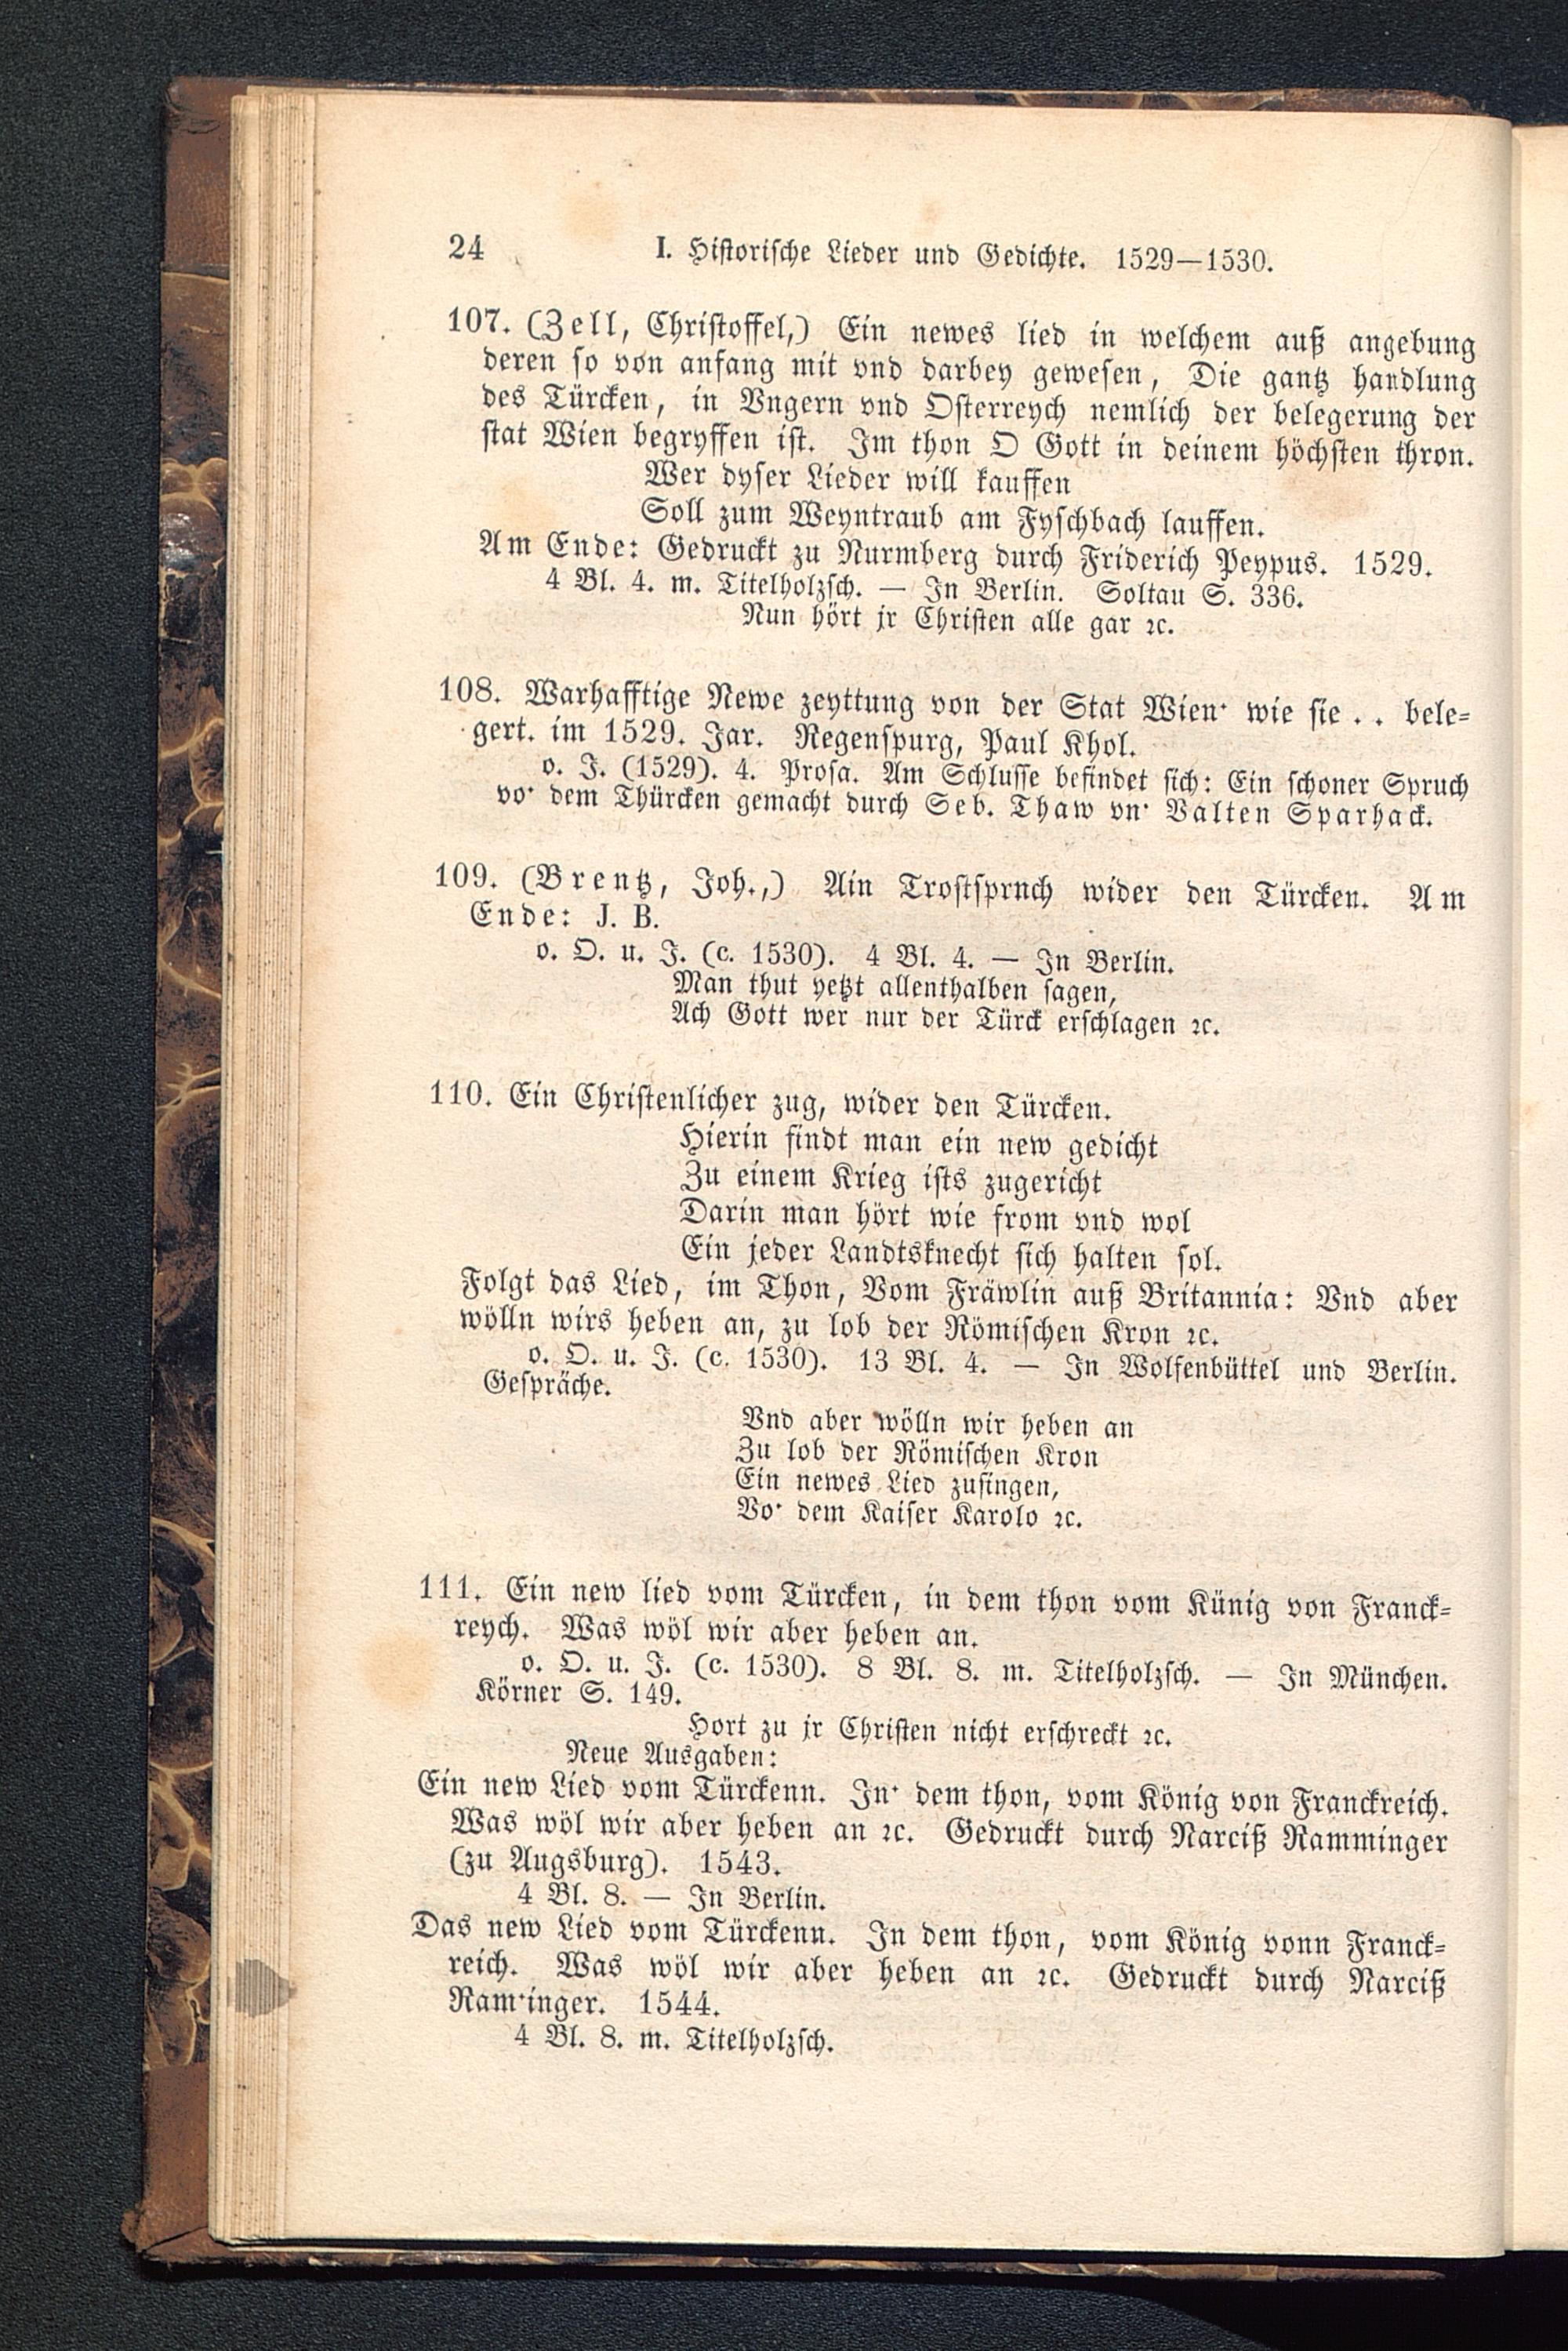 24 I. Historische Lieder und Gedichte. 1529—1530.
107. (Zell, Christoffel,) Ein newes lied in welchem auß angebung
deren so von anfang mit vnd darbey gewesen, Die gantz handlung
des Türcken, in Vngern vnd Osterreych nemlich der belegerung der
stat Wien begryffen ist. Im thon O Gott in deinem höchsten thron.
Wer dyser Lieder will kauffen
Soll zum Weyntraub am Fyschbach lauffen.
Am Ende: Gedruckt zu Nurmberg durch Friderich Peypus. 1529.
4 Bl. 4. m. Titelholzsch. — In Berlin. Soltau S. 336.
Nun hört jr Christen alle gar ꝛc.
108. Warhafftige Newe zeyttung von der Stat Wien· wie sie . . bele=
gert. im 1529. Jar. Regenspurg, Paul Khol.
o. J. (1529). 4. Prosa. Am Schlusse befindet sich: Ein schoner Spruch
vo· dem Thürcken gemacht durch Seb. Thaw vn· Valten Sparhack.
109. (Brentz, Joh.,) Ain Trostsprnch wider den Türcken. Am
Ende: J. B.
o. O. u. J. (c. 1530). 4 Bl. 4. — In Berlin.
Man thut yetzt allenthalben sagen,
Ach Gott wer nur der Türck erschlagen ꝛc.
110. Ein Christenlicher zug, wider den Türcken.
Hierin findt man ein new gedicht
Zu einem Krieg ists zugericht
Darin man hört wie from vnd wol
Ein jeder Landtsknecht sich halten sol.
Folgt das Lied, im Thon, Vom Fräwlin auß Britannia: Vnd aber
wölln wirs heben an, zu lob der Römischen Kron ꝛc.
o. O. u. J. (c. 1530). 13 Bl. 4. — In Wolfenbüttel und Berlin.
Gespräche.
Vnd aber wölln wir heben an
Zu lob der Römischen Kron
Ein newes Lied zusingen,
Vo· dem Kaiser Karolo ꝛc.
111. Ein new lied vom Türcken, in dem thon vom Künig von Franck=
reych. Was wöl wir aber heben an.
o. O. u. J. (c. 1530). 8 Bl. 8. m. Titelholzsch. — In München.
Körner S. 149.
Hort zu jr Christen nicht erschreckt ꝛc.
Neue Ausgaben:
Ein new Lied vom Türckenn. In· dem thon, vom König von Franckreich.
Was wöl wir aber heben an ꝛc. Gedruckt durch Narciß Ramminger
(zu Augsburg). 1543.
4 Bl. 8. — In Berlin.
Das new Lied vom Türckenn. In dem thon, vom König vonn Franck=
reich. Was wöl wir aber heben an ꝛc. Gedruckt durch Narciß
Ram·inger. 1544.
4 Bl. 8. m. Titelholzsch.